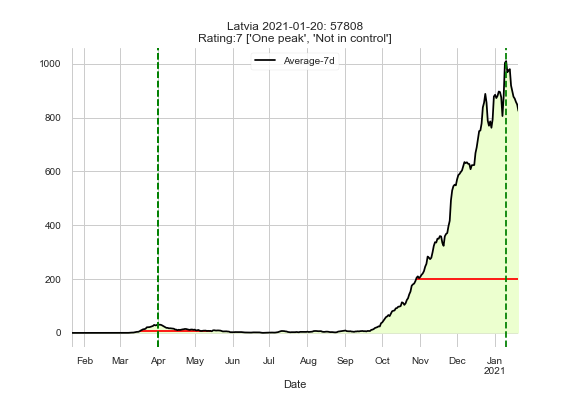 Latvia 2021-01-20: 57808
Rating:7 ['One peak', 'Not in control']
Average-7d
1000
800
600
400
200
0
Feb Mar Apr May Jun Jul Aug Sep Oct Nov Dec Jan
2021
Date